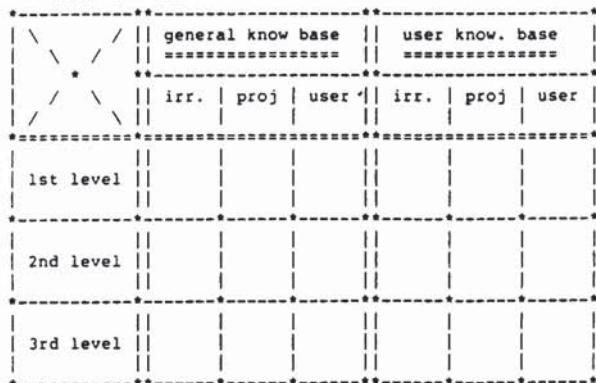 general know base user know. base
irr. proj user irr. proj user
1st level
2nd level
3rd level